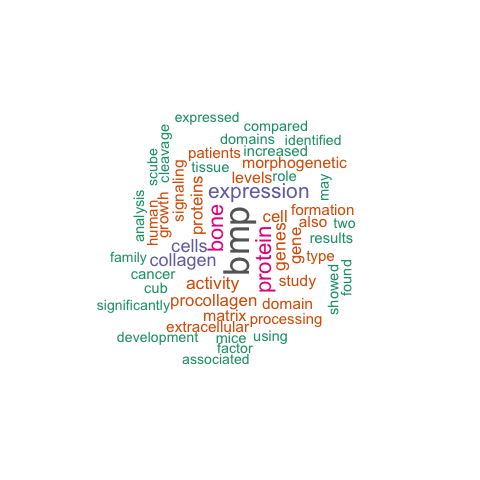 expressed
compared
domains
identified
cleavage
patients
increased
scube
tissue
morphogenetic
signaling
levels
role
may
proteins
expression
analysis
human
growth
bone
bmp
cell
formation
also
two
genes
gene
results
cells
protein
family
collagen
type
cancer
cub
activity
study
showed
found
significantly
procollagen
domain
matrix
processing
extracellular
development
mice
using
factor
associated